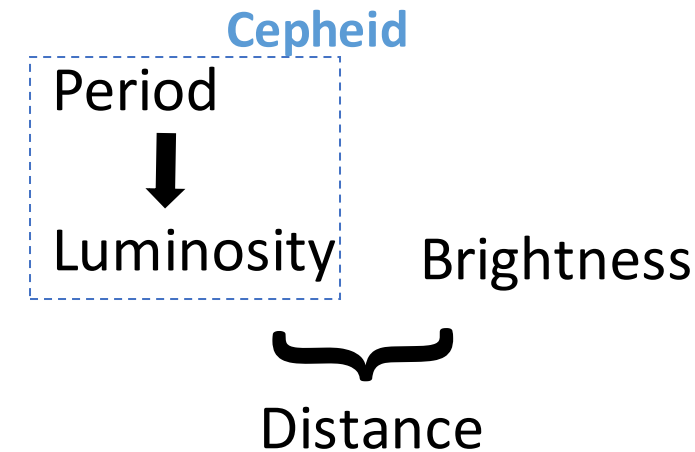 Cepheid
Period
Luminosity
Brightness
Distance